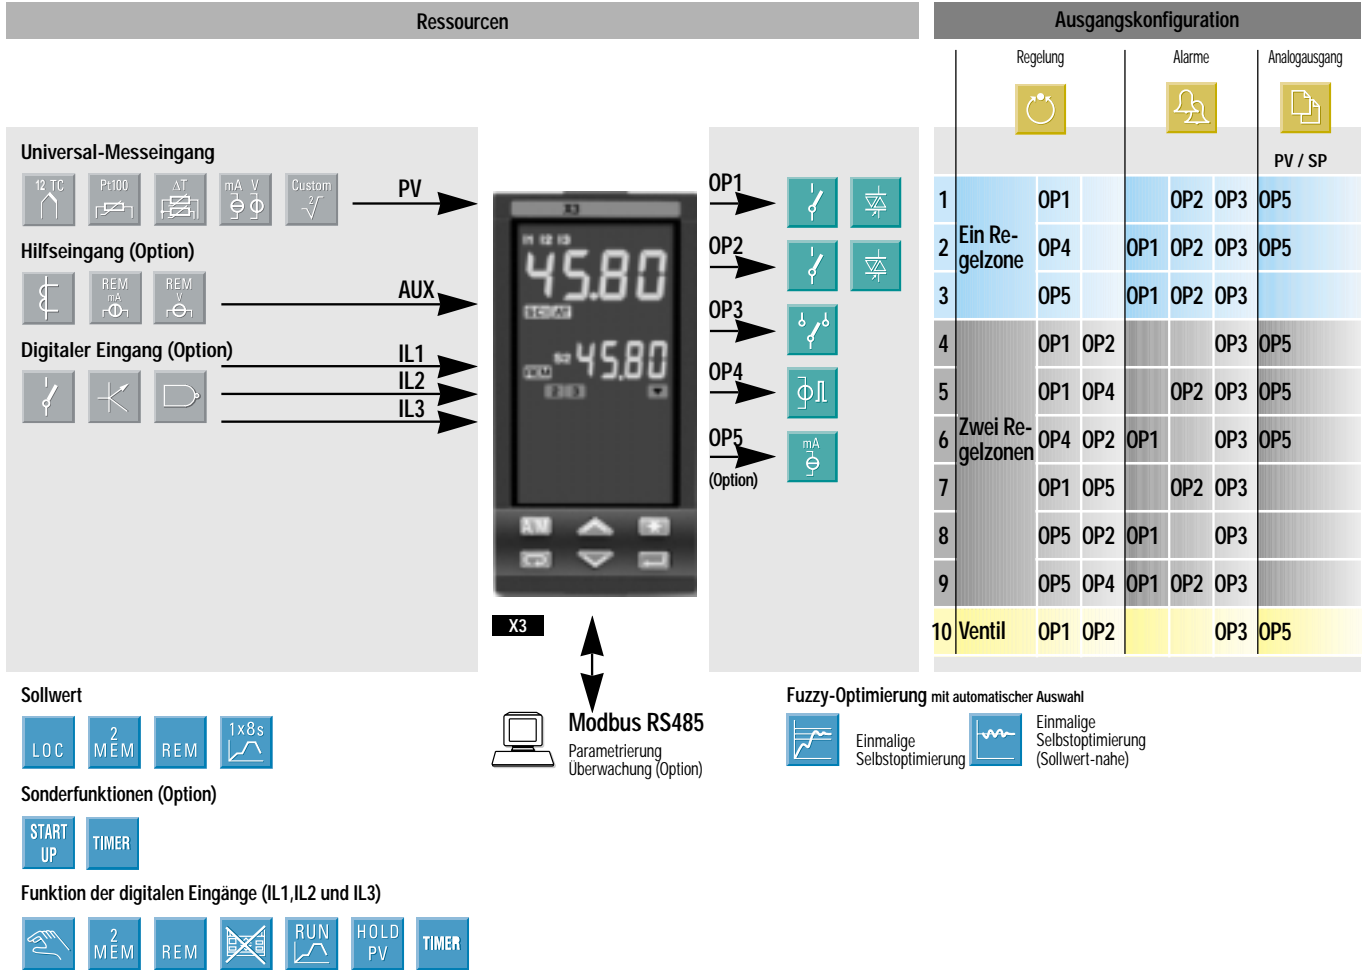 Ressourcen
Ausgangskonfiguration
Regelung
Alarme
Analogausgang
PV / SP
Universal-Messeingang
12 TC
Pt100
ΔT
mA V
Custom
2√
PV
Hilfseingang (Option)
REM mA
REM V
AUX
Digitaler Eingang (Option)
IL1
IL2
IL3
X3
I1 I2 I3
45.80
S2 45.80
A/M
OP1
OP2
OP3
OP4
OP5
(Option)
mA
1 OP1 OP2 OP3 OP5
Ein Re-
gelzone
2 OP4 OP1 OP2 OP3 OP5
3 OP5 OP1 OP2 OP3
4 OP1 OP2 OP3 OP5
5 OP1 OP4 OP2 OP3 OP5
Zwei Re-
gelzonen
6 OP4 OP2 OP1 OP3 OP5
7 OP1 OP5 OP2 OP3
8 OP5 OP2 OP1 OP3
9 OP5 OP4 OP1 OP2 OP3
10 Ventil OP1 OP2 OP3 OP5
X3
Modbus RS485
Parametrierung
Überwachung (Option)
Sollwert
LOC
2 MEM
REM
1x8s
Sonderfunktionen (Option)
START UP
TIMER
Funktion der digitalen Eingänge (IL1,IL2 und IL3)
2 MEM
REM
RUN
HOLD PV
TIMER
Fuzzy-Optimierung mit automatischer Auswahl
Einmalige
Selbstoptimierung
Einmalige
Selbstoptimierung
(Sollwert-nahe)